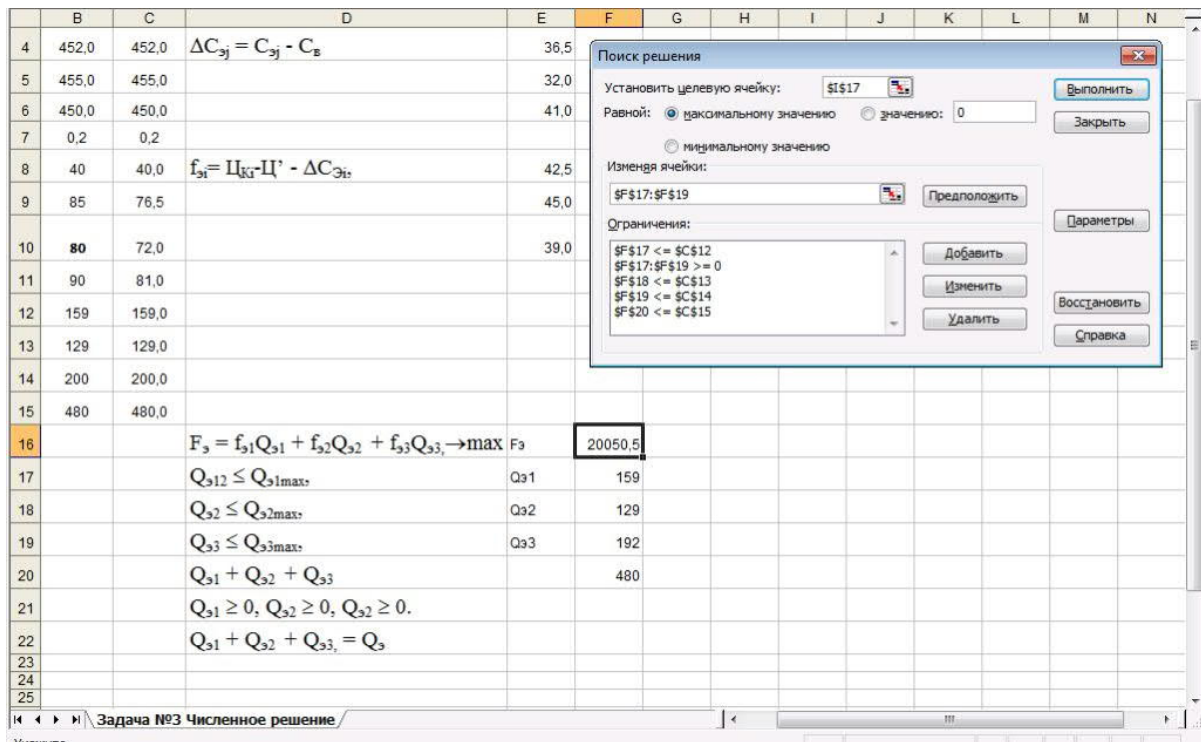 B C D E F G H I J K L M N
4 452,0 452,0 ΔCэj = Cэj - Cв 36,5
5 455,0 455,0 32,0
6 450,0 450,0 41,0
7 0,2 0,2
8 40 40,0 fэi= ЦКi-Ц’ - ΔCЭi, 42,5
9 85 76,5 45,0
10 80 72,0 39,0
11 90 81,0
12 159 159,0
13 129 129,0
14 200 200,0
15 480 480,0
16 Fэ = fэ1Qэ1 + fэ2Qэ2 + fэ3Qэ3,→max Fэ 20050,5
17 Qэ12 ≤ Qэ1max, Qэ1 159
18 Qэ2 ≤ Qэ2max, Qэ2 129
19 Qэ3 ≤ Qэ3max, Qэ3 192
20 Qэ1 + Qэ2 + Qэ3 480
21 Qэ1 ≥ 0, Qэ2 ≥ 0, Qэ2 ≥ 0.
22 Qэ1 + Qэ2 + Qэ3, = Qэ
23
24
25
Поиск решения
Установить целевую ячейку: $I$17 Выполнить
Равной: максимальному значению значению: 0 Закрыть
минимальному значению
Изменяя ячейки:
$F$17:$F$19 Предположить
Параметры
Ограничения:
$F$17 <= $C$12 Добавить
$F$17:$F$19 >= 0
$F$18 <= $C$13 Изменить
$F$19 <= $C$14 Восстановить
$F$20 <= $C$15 Удалить
Справка
Задача №3 Численное решение